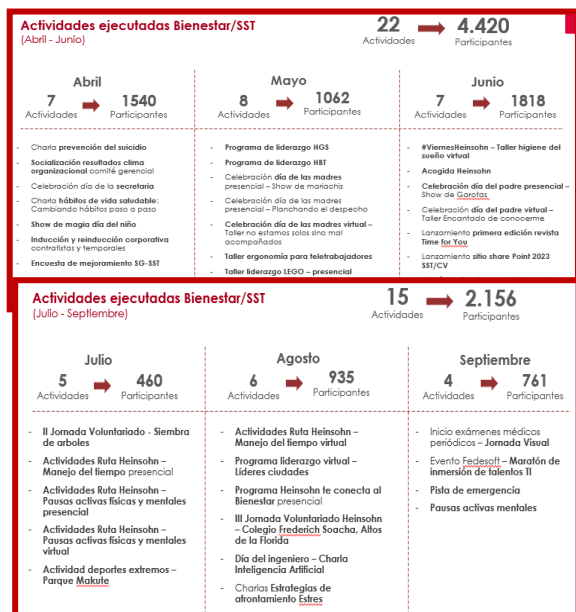 Actividades ejecutadas Bienestar/SST
(Abril - Junio)
22
Actividades
4.420
Participantes
Abril
7
Actividades
1540
Participantes
- Charla prevención del suicidio
- Socialización resultados clima
organizacional comité gerencial
- Celebración día de la secretaria
- Charla hábitos de vida saludable:
Cambiando hábitos paso a paso
- Show de magia día del niño
- Inducción y reinducción corporativa
contratistas y temporales
- Encuesta de mejoramiento SG-SST
Mayo
8
Actividades
1062
Participantes
- Programa de liderazgo HGS
- Programa de liderazgo HBT
- Celebración día de las madres
presencial – Show de mariachis
- Celebración día de las madres
presencial – Planchando el despecho
- Celebración día de las madres virtual –
Taller no estamos solas sino mal
acompañados
- Taller ergonomía para teletrabajadores
- Taller liderazgo LEGO – presencial
Junio
7
Actividades
1818
Participantes
- #ViernesHeinsohn – Taller higiene del
sueño virtual
- Acogida Heinsohn
- Celebración día del padre presencial –
Show de Garotas
- Celebración día del padre virtual –
Taller Encantado de conocerme
- Lanzamiento primera edición revista
Time for You
- Lanzamiento sitio share Point 2023
SST/CV
Actividades ejecutadas Bienestar/SST
(Julio - Septiembre)
15
Actividades
2.156
Participantes
Julio
5
Actividades
460
Participantes
- II Jornada Voluntariado - Siembra
de arboles
- Actividades Ruta Heinsohn –
Manejo del tiempo presencial
- Actividades Ruta Heinsohn –
Pausas activas físicas y mentales
presencial
- Actividades Ruta Heinsohn –
Pausas activas físicas y mentales
virtual
- Actividad deportes extremos –
Parque Makute
Agosto
6
Actividades
935
Participantes
- Actividades Ruta Heinsohn –
Manejo del tiempo virtual
- Programa liderazgo virtual –
Líderes ciudades
- Programa Heinsohn te conecta al
Bienestar presencial
- III Jornada Voluntariado Heinsohn
– Colegio Frederich Soacha, Altos
de la Florida
- Día del ingeniero – Charla
Inteligencia Artificial
- Charlas Estrategias de
afrontamiento Estres
Septiembre
4
Actividades
761
Participantes
- Inicio exámenes médicos
periódicos – Jornada Visual
- Evento Fedesoft – Maratón de
inmersión de talentos TI
- Pista de emergencia
- Pausas activas mentales